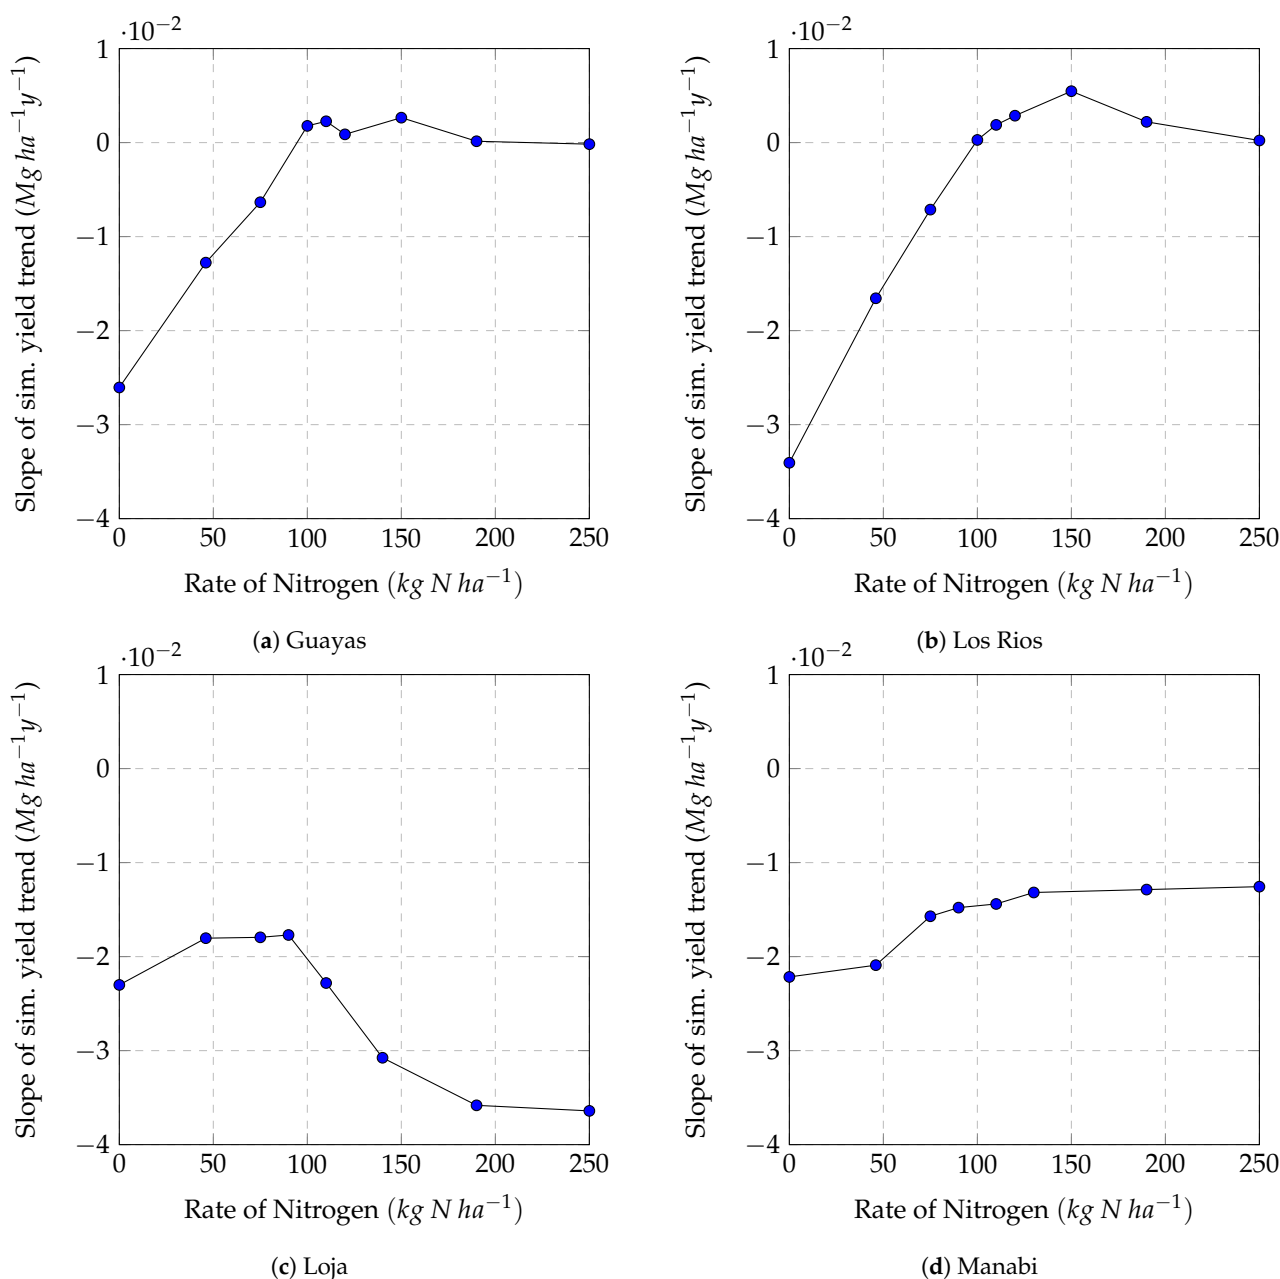 ·10⁻²
1
0
−1
−2
−3
−4
0 50 100 150 200 250
Slope of sim. yield trend (Mg ha⁻¹y⁻¹)
Rate of Nitrogen (kg N ha⁻¹)
(a) Guayas
·10⁻²
1
0
−1
−2
−3
−4
0 50 100 150 200 250
Slope of sim. yield trend (Mg ha⁻¹y⁻¹)
Rate of Nitrogen (kg N ha⁻¹)
(b) Los Rios
·10⁻²
1
0
−1
−2
−3
−4
0 50 100 150 200 250
Slope of sim. yield trend (Mg ha⁻¹y⁻¹)
Rate of Nitrogen (kg N ha⁻¹)
(c) Loja
·10⁻²
1
0
−1
−2
−3
−4
0 50 100 150 200 250
Slope of sim. yield trend (Mg ha⁻¹y⁻¹)
Rate of Nitrogen (kg N ha⁻¹)
(d) Manabi